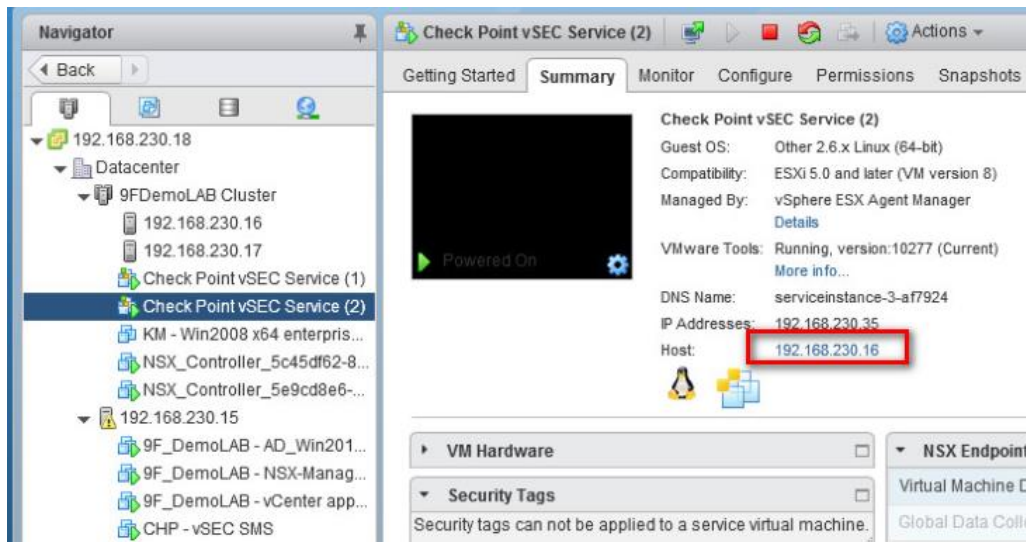 Navigator
Back
192.168.230.18
Datacenter
9FDemoLAB Cluster
192.168.230.16
192.168.230.17
Check Point vSEC Service (1)
Check Point vSEC Service (2)
KM - Win2008 x64 enterpris...
NSX_Controller_5c45df62-8...
NSX_Controller_5e9cd8e6-...
192.168.230.15
9F_DemoLAB - AD_Win201...
9F_DemoLAB - NSX-Manag...
9F_DemoLAB - vCenter app...
CHP - vSEC SMS
Check Point vSEC Service (2) Actions
Getting Started Summary Monitor Configure Permissions Snapshots
Powered On
Check Point vSEC Service (2)
Guest OS: Other 2.6.x Linux (64-bit)
Compatibility: ESXi 5.0 and later (VM version 8)
Managed By: vSphere ESX Agent Manager
Details
VMware Tools: Running, version:10277 (Current)
More info...
DNS Name: serviceinstance-3-af7924
IP Addresses: 192.168.230.35
Host: 192.168.230.16
VM Hardware
Security Tags
Security tags can not be applied to a service virtual machine.
NSX Endpoint
Virtual Machine D
Global Data Colle